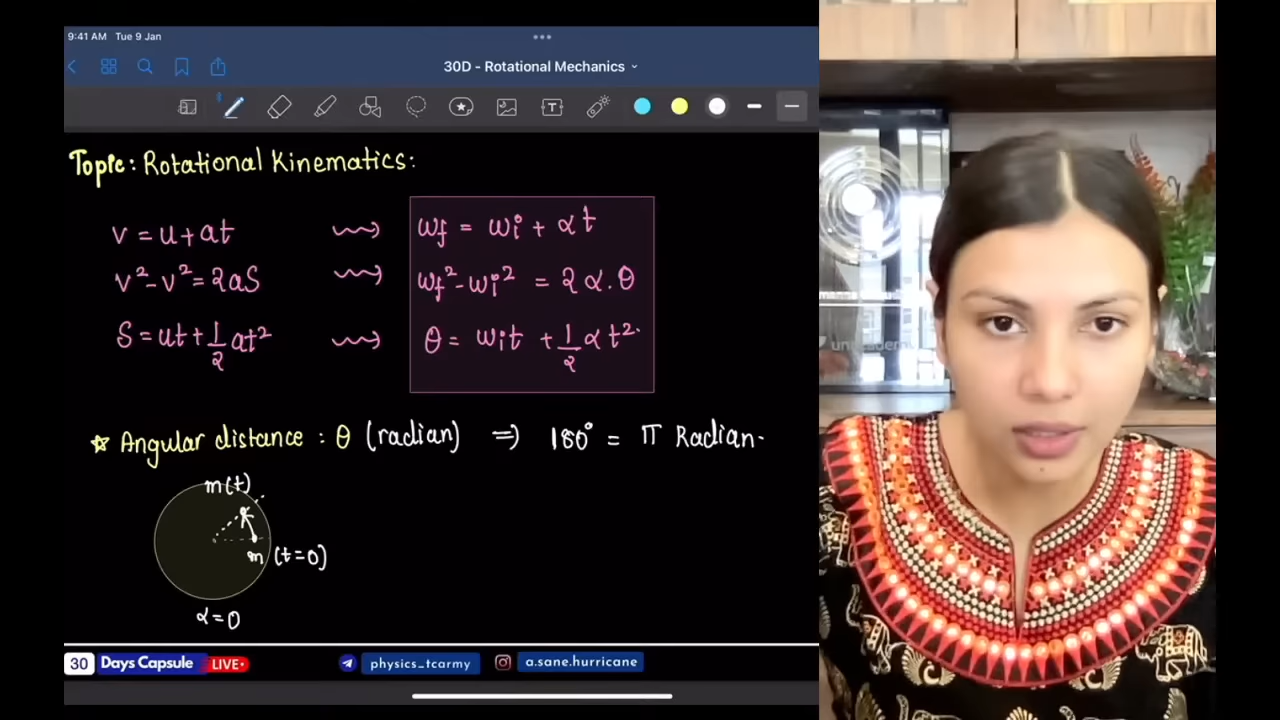 9:41 AM Tue 9 Jan
30D - Rotational Mechanics
Topic: Rotational Kinematics:
v = u + at ⇝ ωf = ωi + αt
v² - v² = 2aS ⇝ ωf² - ωi² = 2α.θ
S = ut + 1/2 at² ⇝ θ = ωit + 1/2 αt².
☆ Angular distance : θ (radian) ⇒ 180° = π Radian.
m(t)
m (t=0)
α = 0
30 Days Capsule LIVE physics_tcarmy a.sane.hurricane